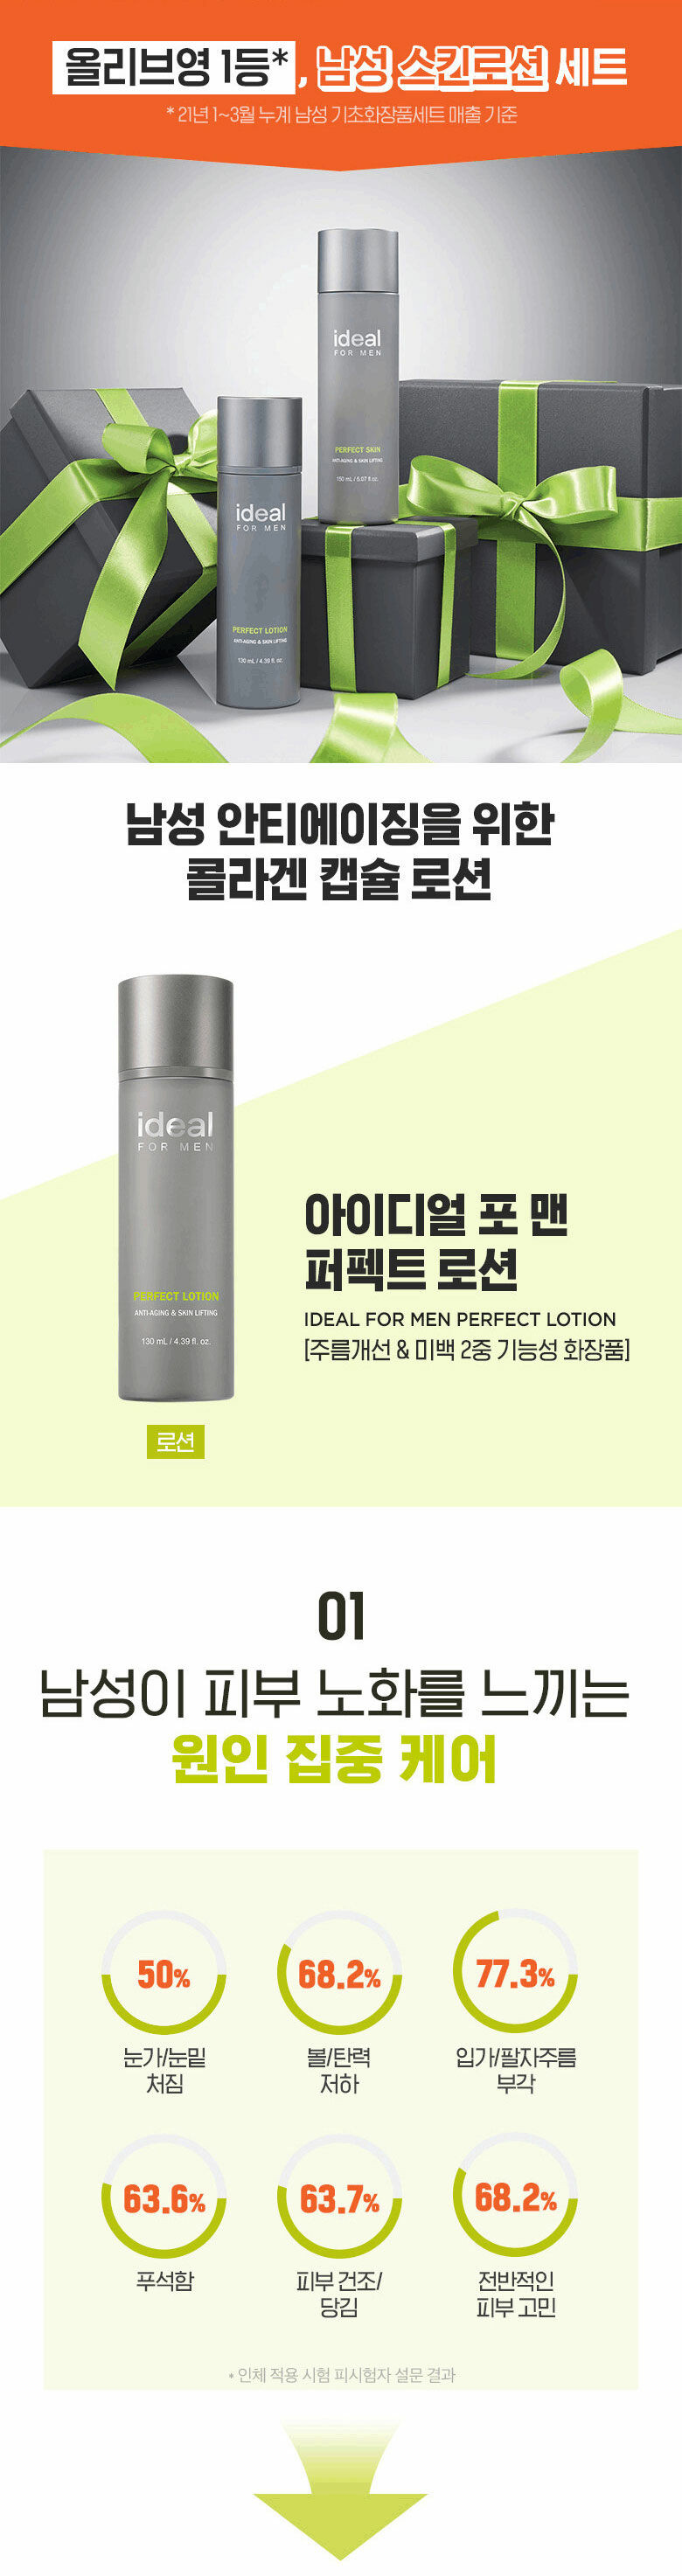 올리브영 1등*, 남성 스킨로션 세트
* 21년 1~3월 누계 남성 기초화장품세트 매출 기준
ideal
FOR MEN
PERFECT SKIN
ANTI-AGING & SKIN LIFTING
150 mL / 5.07 fl. oz.
ideal
FOR MEN
PERFECT LOTION
ANTI-AGING & SKIN LIFTING
130 mL / 4.39 fl. oz.
남성 안티에이징을 위한
콜라겐 캡슐 로션
ideal
FOR MEN
PERFECT LOTION
ANTI-AGING & SKIN LIFTING
130 mL / 4.39 fl. oz.
로션
아이디얼 포 맨
퍼펙트 로션
IDEAL FOR MEN PERFECT LOTION
[주름개선 & 미백 2중 기능성 화장품]
01
남성이 피부 노화를 느끼는
원인 집중 케어
50% 68.2% 77.3%
눈가/눈밑 볼/탄력 입가/팔자주름
처짐 저하 부각
63.6% 63.7% 68.2%
푸석함 피부 건조/ 전반적인
당김 피부 고민
* 인체 적용 시험 피시험자 설문 결과